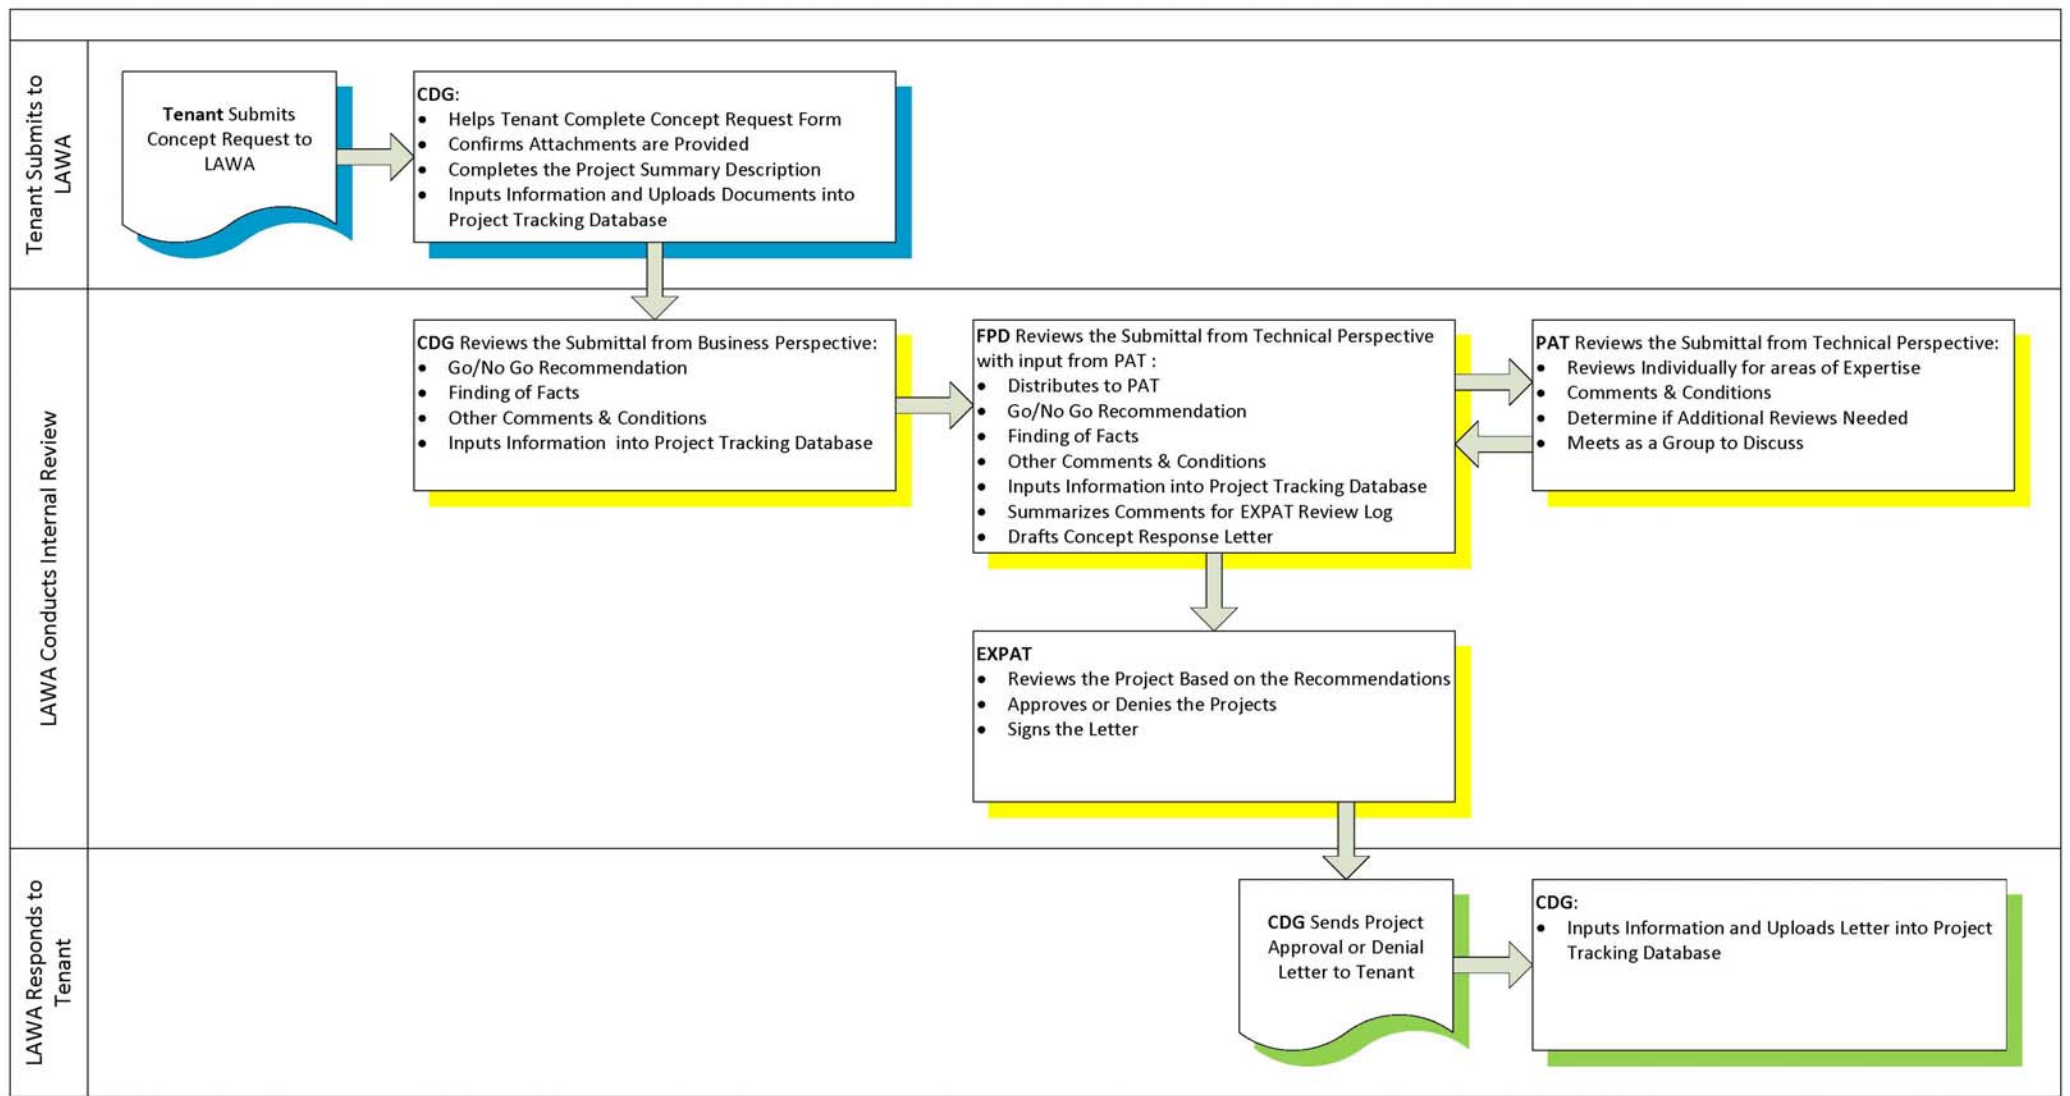 Tenant Submits to
LAWA
Tenant Submits
Concept Request to
LAWA
CDG:
• Helps Tenant Complete Concept Request Form
• Confirms Attachments are Provided
• Completes the Project Summary Description
• Inputs Information and Uploads Documents into
Project Tracking Database
LAWA Conducts Internal Review
CDG Reviews the Submittal from Business Perspective:
• Go/No Go Recommendation
• Finding of Facts
• Other Comments & Conditions
• Inputs Information into Project Tracking Database
FPD Reviews the Submittal from Technical Perspective
with input from PAT :
• Distributes to PAT
• Go/No Go Recommendation
• Finding of Facts
• Other Comments & Conditions
• Inputs Information into Project Tracking Database
• Summarizes Comments for EXPAT Review Log
• Drafts Concept Response Letter
PAT Reviews the Submittal from Technical Perspective:
• Reviews Individually for areas of Expertise
• Comments & Conditions
• Determine if Additional Reviews Needed
• Meets as a Group to Discuss
EXPAT
• Reviews the Project Based on the Recommendations
• Approves or Denies the Projects
• Signs the Letter
LAWA Responds to
Tenant
CDG Sends Project
Approval or Denial
Letter to Tenant
CDG:
• Inputs Information and Uploads Letter into Project
Tracking Database